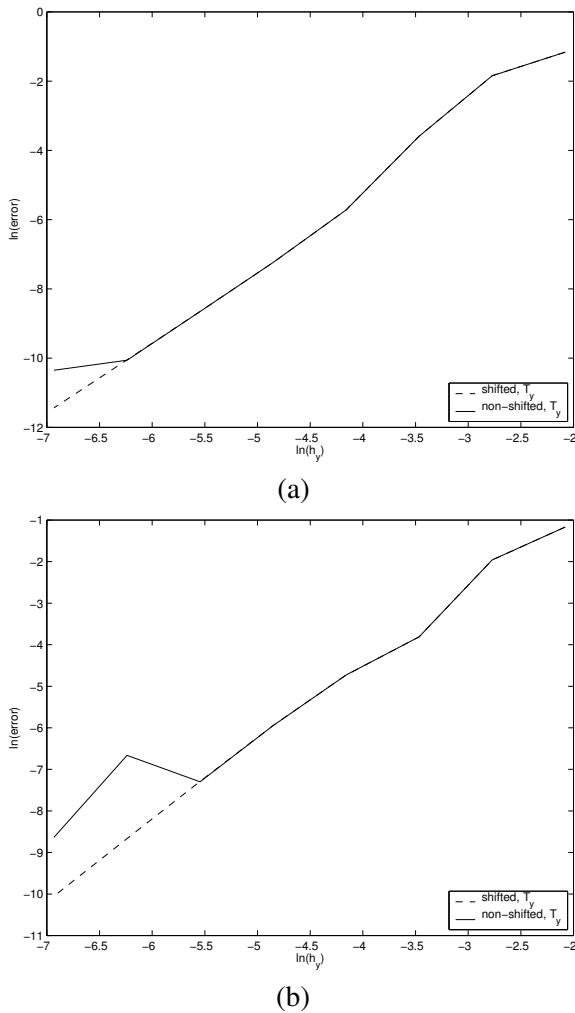 0
−2
−4
−6
−8
−10
−12
ln(error)
−7 −6.5 −6 −5.5 −5 −4.5 −4 −3.5 −3 −2.5 −2
ln(h_y)
shifted, T_y
non−shifted, T_y
(a)
−1
−2
−3
−4
−5
−6
−7
−8
−9
−10
−11
ln(error)
−7 −6.5 −6 −5.5 −5 −4.5 −4 −3.5 −3 −2.5 −2
ln(h_y)
shifted, T_y
non−shifted, T_y
(b)